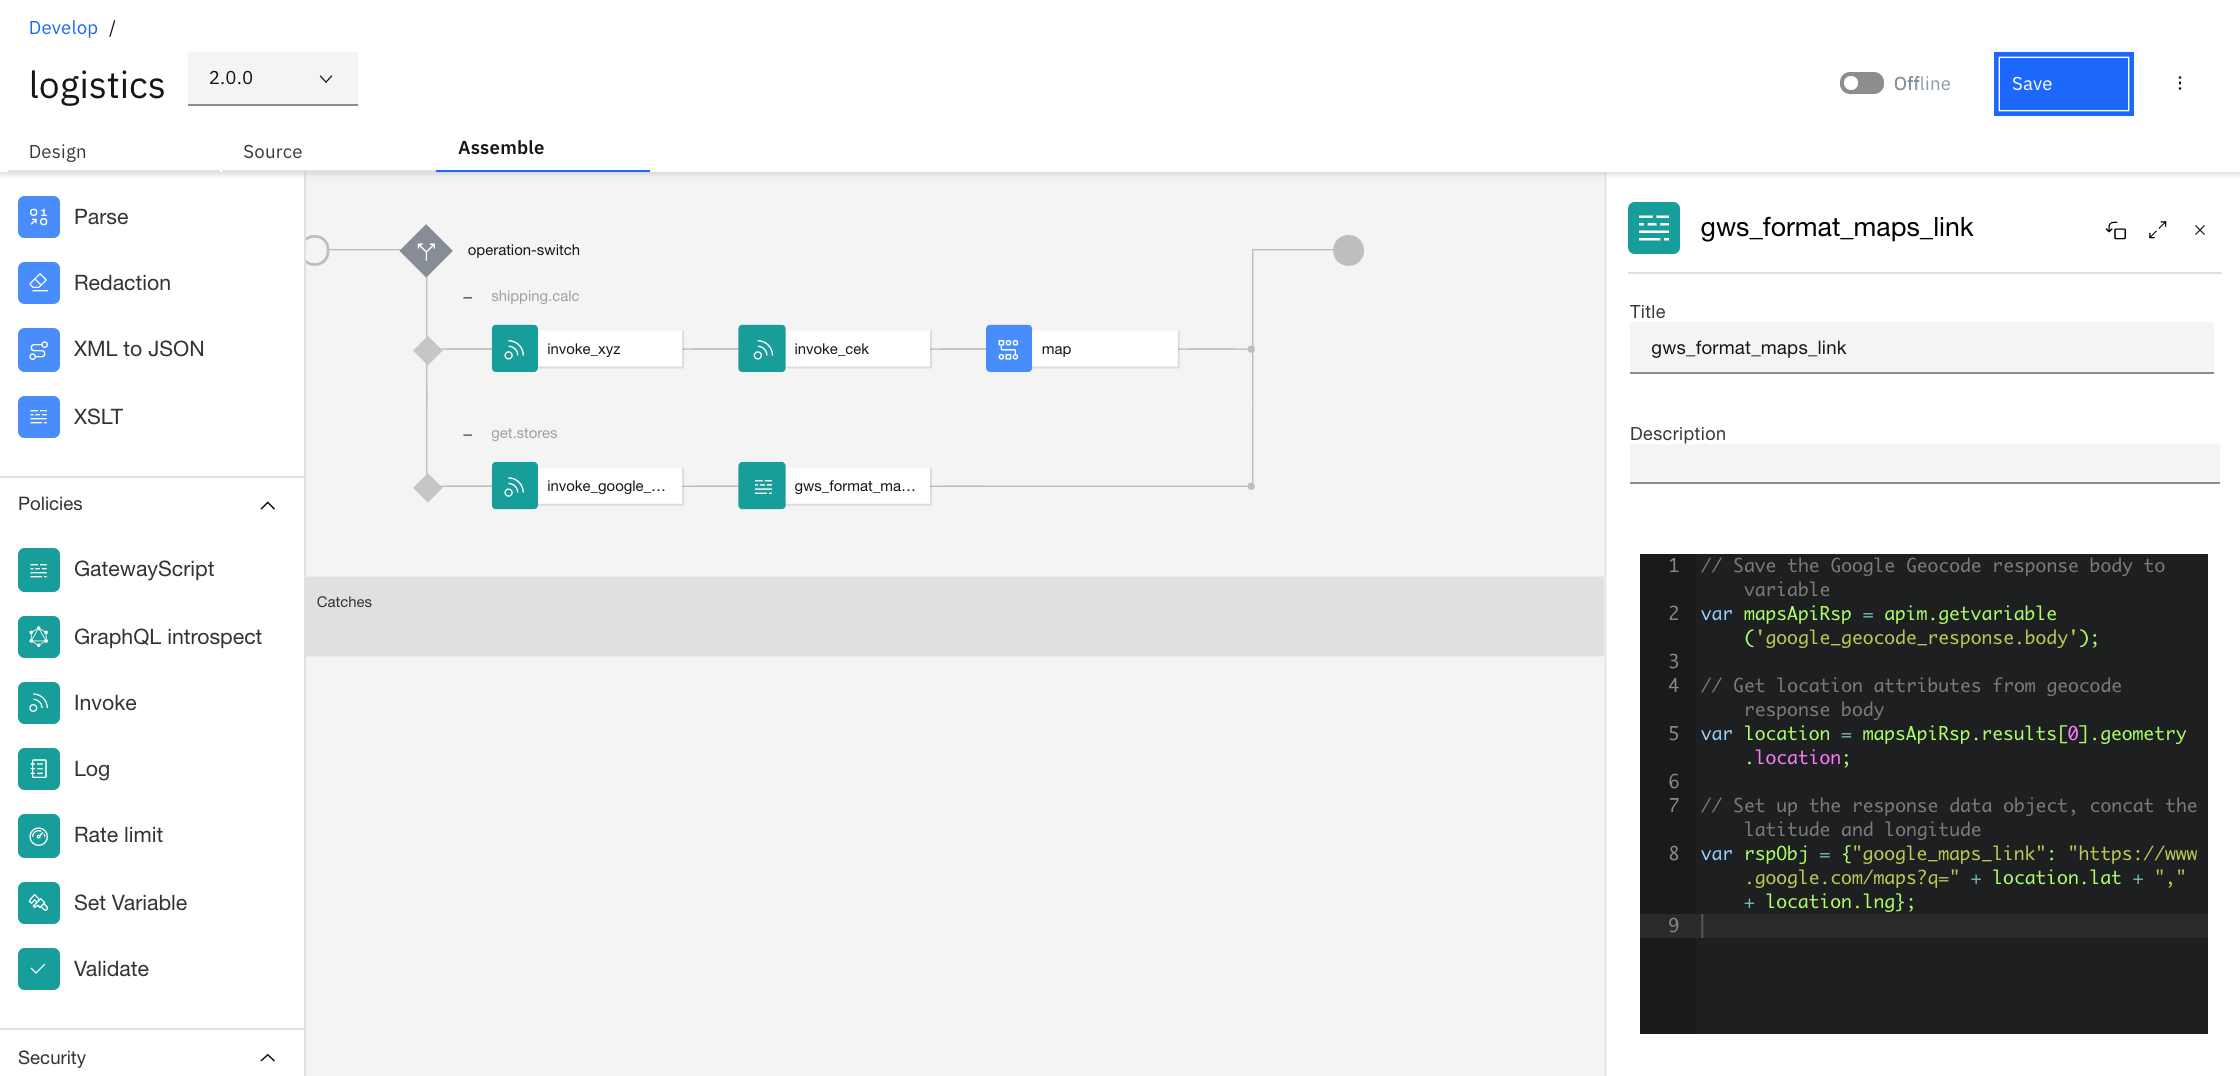 Develop /
logistics
2.0.0
Offline
Save
Design
Source
Assemble
Parse
Redaction
XML to JSON
XSLT
Policies
GatewayScript
GraphQL introspect
Invoke
Log
Rate limit
Set Variable
Validate
Security
operation-switch
shipping.calc
invoke_xyz
invoke_cek
map
get.stores
invoke_google_...
gws_format_ma...
Catches
gws_format_maps_link
Title
gws_format_maps_link
Description
1 // Save the Google Geocode response body to
variable
2 var mapsApiRsp = apim.getvariable
('google_geocode_response.body');
3
4 // Get location attributes from geocode
response body
5 var location = mapsApiRsp.results[0].geometry
.location;
6
7 // Set up the response data object, concat the
latitude and longitude
8 var rspObj = {"google_maps_link": "https://www
.google.com/maps?q=" + location.lat + ","
+ location.lng};
9